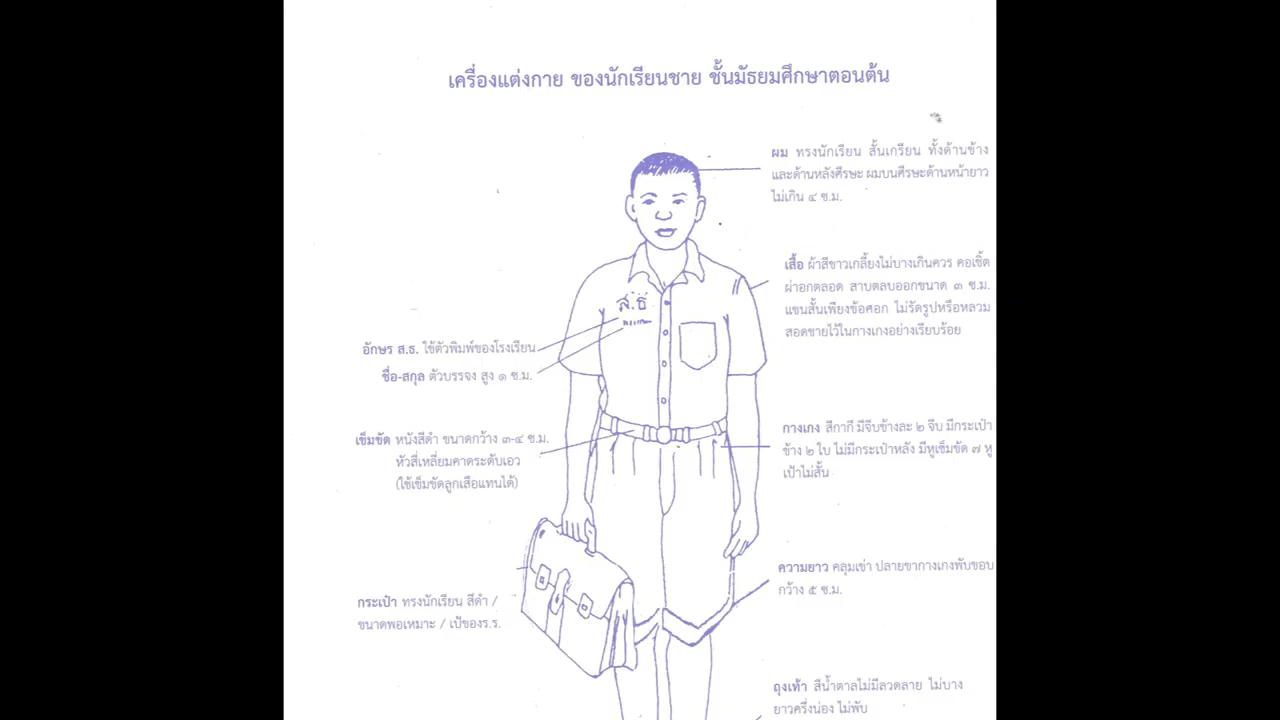 เครื่องแต่งกาย ของนักเรียนชาย ชั้นมัธยมศึกษาตอนต้น
ผม ทรงนักเรียน สั้นเกรียน ทั้งด้านข้าง
และด้านหลังศีรษะ ผมบนศีรษะด้านหน้ายาว
ไม่เกิน ๔ ซ.ม.
เสื้อ ผ้าสีขาวเกลี้ยงไม่บางเกินควร คอเชิ้ต
ผ่าอกตลอด สาบตลบออกขนาด ๓ ซ.ม.
แขนสั้นเพียงข้อศอก ไม่รัดรูปหรือหลวม
สอดชายไว้ในกางเกงอย่างเรียบร้อย
ส.ธ
อักษร ส.ธ. ใช้ตัวพิมพ์ของโรงเรียน
ชื่อ-สกุล ตัวบรรจง สูง ๑ ซ.ม.
เข็มขัด หนังสีดำ ขนาดกว้าง ๓-๔ ซ.ม.
หัวสี่เหลี่ยมคาดระดับเอว
(ใช้เข็มขัดลูกเสือแทนได้)
กางเกง สีกากี มีจีบข้างละ ๒ จีบ มีกระเป๋า
ข้าง ๒ ใบ ไม่มีกระเป๋าหลัง มีหูเข็มขัด ๗ หู
เป้าไม่สั้น
ความยาว คลุมเข่า ปลายขากางเกงพับขอบ
กว้าง ๕ ซ.ม.
กระเป๋า ทรงนักเรียน สีดำ /
ขนาดพอเหมาะ / เป้ของร.ร.
ถุงเท้า สีน้ำตาลไม่มีลวดลาย ไม่บาง
ยาวครึ่งน่อง ไม่พับ